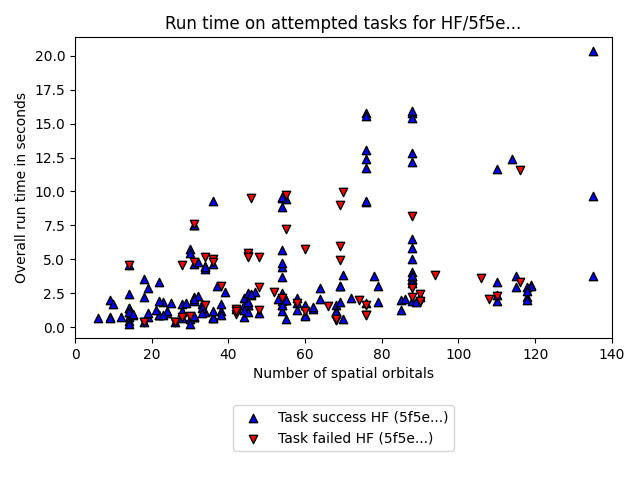 Run time on attempted tasks for HF/5f5e...
Overall run time in seconds
20.0
17.5
15.0
12.5
10.0
7.5
5.0
2.5
0.0
0 20 40 60 80 100 120 140
Number of spatial orbitals
Task success HF (5f5e...)
Task failed HF (5f5e...)